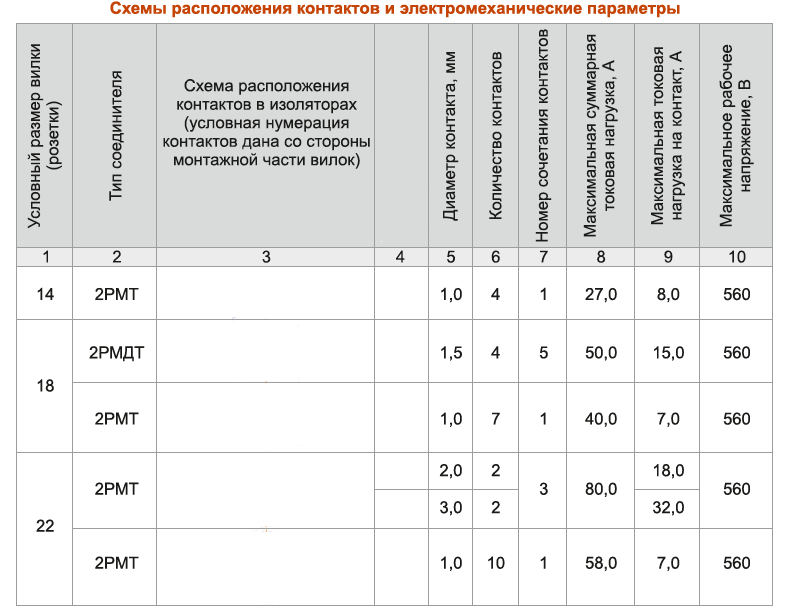 Схемы расположения контактов и электромеханические параметры
Условный размер вилки
(розетки)
Тип соединителя
Схема расположения
контактов в изоляторах
(условная нумерация
контактов дана со стороны
монтажной части вилок)
Диаметр контакта, мм
Количество контактов
Номер сочетания контактов
Максимальная суммарная
токовая нагрузка, А
Максимальная токовая
нагрузка на контакт, А
Максимальное рабочее
напряжение, В
1 2 3 4 5 6 7 8 9 10
14 2РМТ 1,0 4 1 27,0 8,0 560
18 2РМДТ 1,5 4 5 50,0 15,0 560
2РМТ 1,0 7 1 40,0 7,0 560
22 2РМТ 2,0 2 3 80,0 18,0 560
3,0 2 32,0
2РМТ 1,0 10 1 58,0 7,0 560